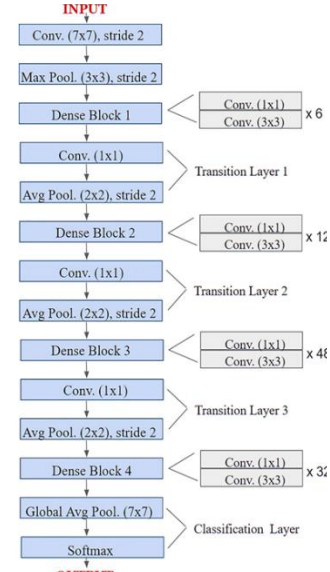 INPUT
Conv. (7x7), stride 2
Max Pool. (3x3), stride 2
Dense Block 1
Conv. (1x1)
Conv. (3x3)
x 6
Conv. (1x1)
Avg Pool. (2x2), stride 2
Transition Layer 1
Dense Block 2
Conv. (1x1)
Conv. (3x3)
x 12
Conv. (1x1)
Avg Pool. (2x2), stride 2
Transition Layer 2
Dense Block 3
Conv. (1x1)
Conv. (3x3)
x 48
Conv. (1x1)
Avg Pool. (2x2), stride 2
Transition Layer 3
Dense Block 4
Conv. (1x1)
Conv. (3x3)
x 32
Global Avg Pool. (7x7)
Softmax
Classification Layer